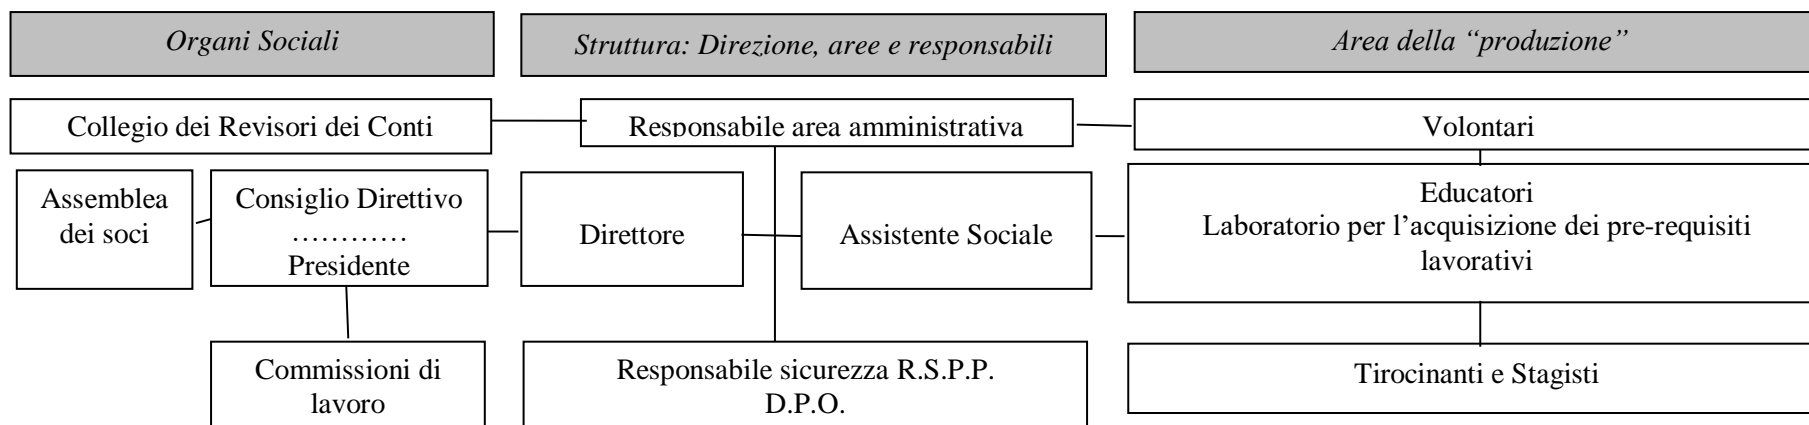 Organi Sociali
Struttura: Direzione, aree e responsabili
Area della “produzione”
Collegio dei Revisori dei Conti
Responsabile area amministrativa
Volontari
Assemblea
dei soci
Consiglio Direttivo
…………
Presidente
Direttore
Assistente Sociale
Educatori
Laboratorio per l’acquisizione dei pre-requisiti
lavorativi
Commissioni di
lavoro
Responsabile sicurezza R.S.P.P.
D.P.O.
Tirocinanti e Stagisti